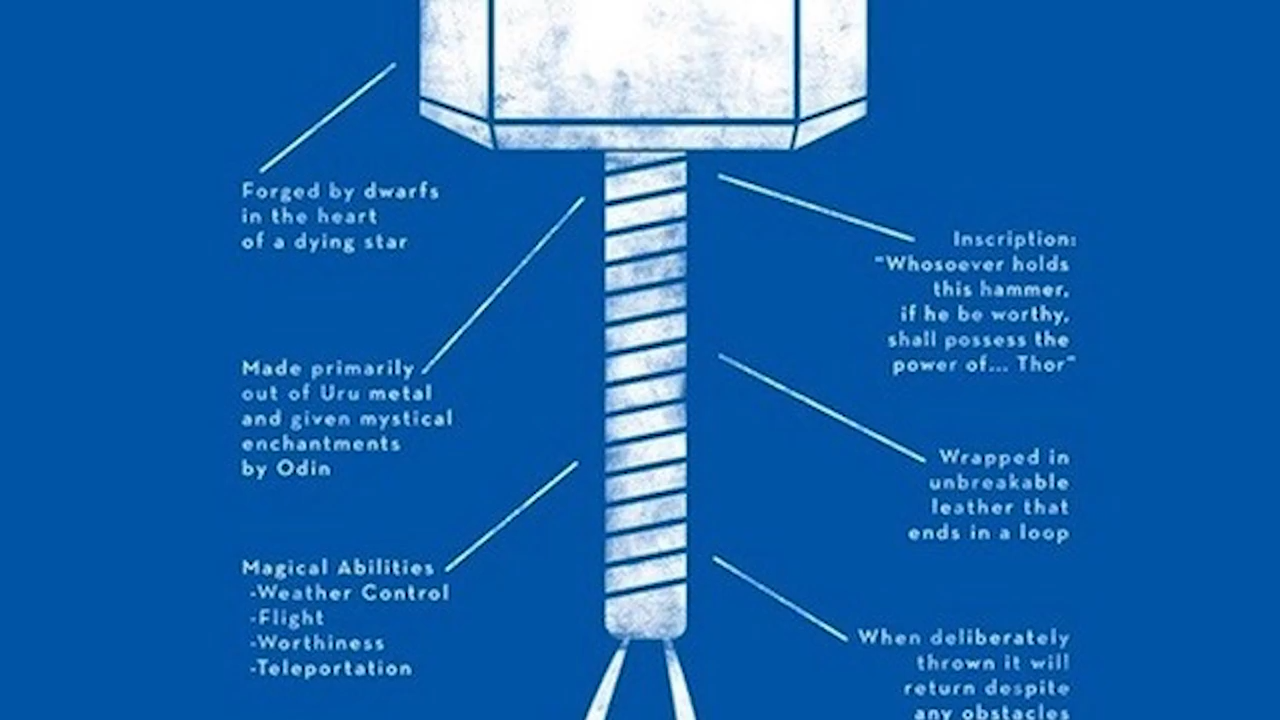 Forged by dwarfs
in the heart
of a dying star
Inscription:
"Whosoever holds
this hammer,
if he be worthy,
shall possess the
power of... Thor"
Made primarily
out of Uru metal
and given mystical
enchantments
by Odin
Wrapped in
unbreakable
leather that
ends in a loop
Magical Abilities
-Weather Control
-Flight
-Worthiness
-Teleportation
When deliberately
thrown it will
return despite
any obstacles